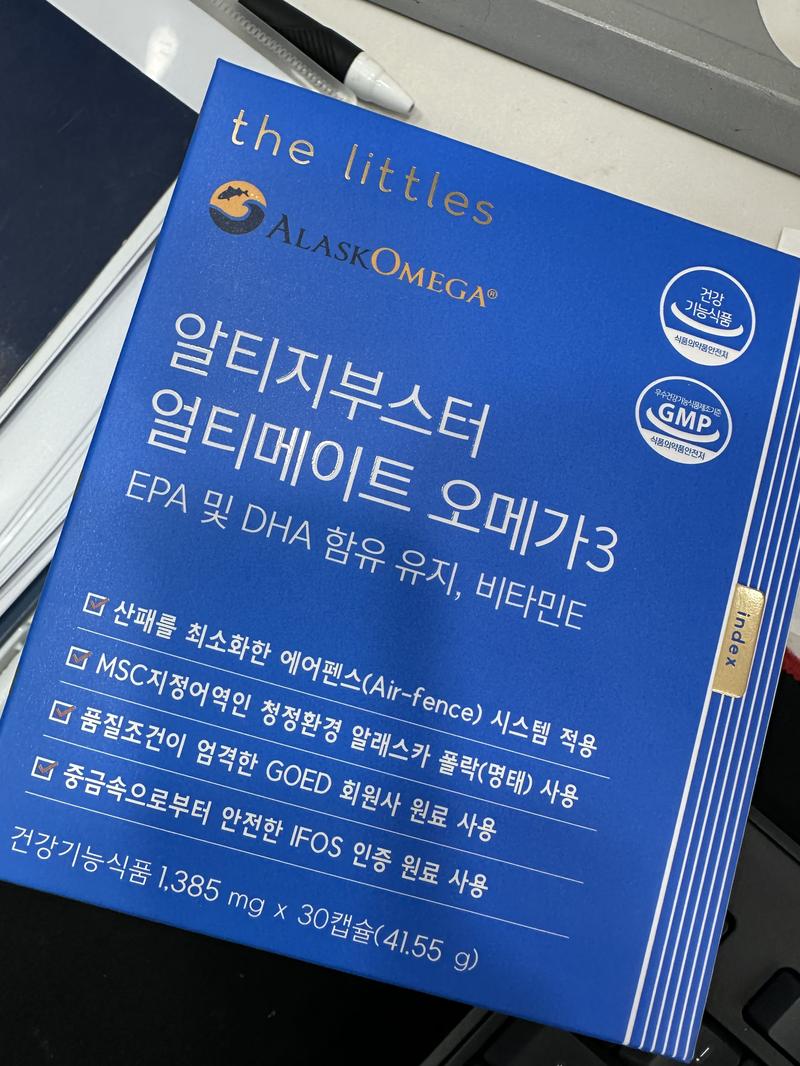 the littles
ALASKOMEGA®
건강
기능식품
식품의약품안전처
우수건강기능식품제조기준
GMP
식품의약품안전처
알티지부스터
얼티메이트 오메가3
EPA 및 DHA 함유 유지, 비타민E
index
산패를 최소화한 에어펜스(Air-fence) 시스템 적용
MSC지정어역인 청정환경 알래스카 폴락(명태) 사용
품질조건이 엄격한 GOED 회원사 원료 사용
중금속으로부터 안전한 IFOS 인증 원료 사용
건강기능식품 1,385 mg x 30캡슐(41.55 g)